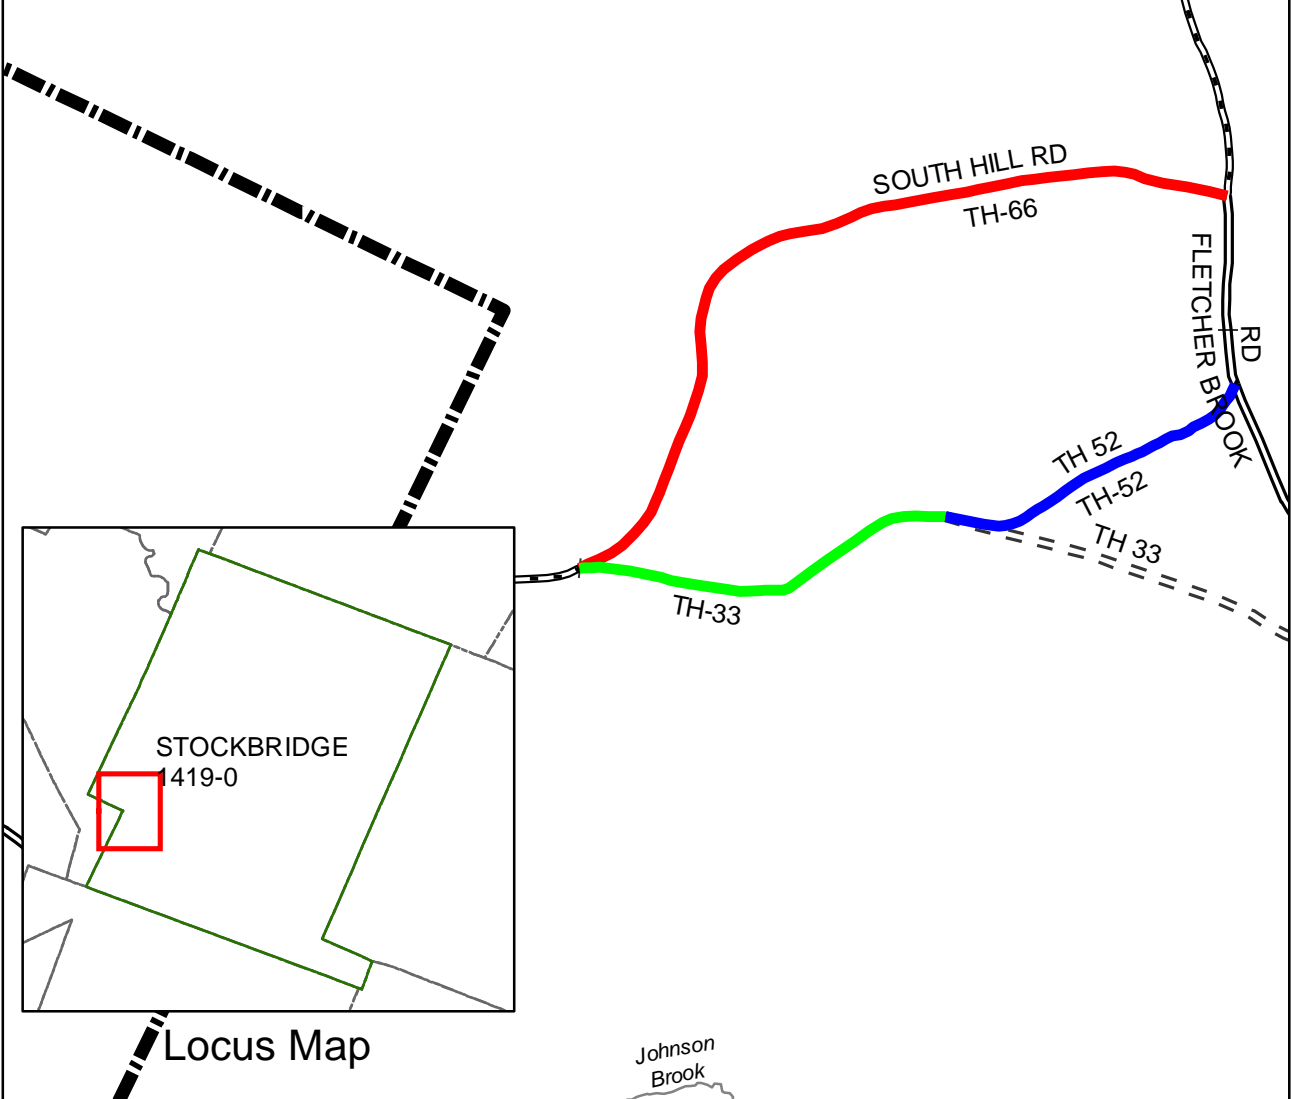 SOUTH HILL RD
TH-66
FLETCHER BROOK
RD
TH 52
TH-52
TH 33
TH-33
STOCKBRIDGE
1419-0
Locus Map
Johnson
Brook